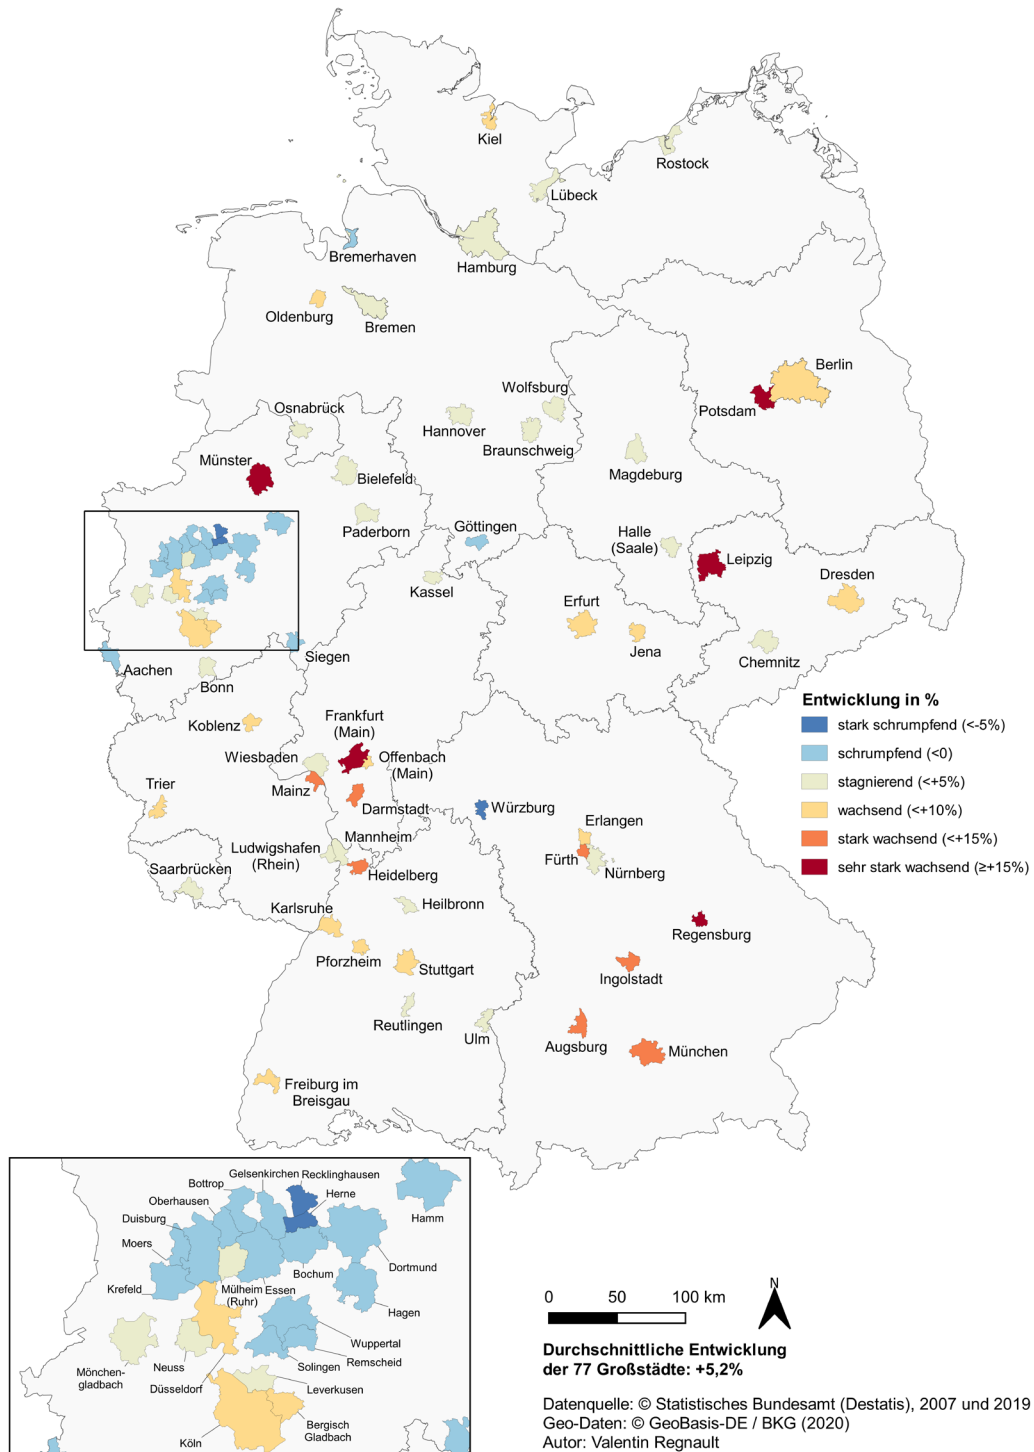 Kiel
Rostock
Lübeck
Hamburg
Bremerhaven
Oldenburg
Bremen
Berlin
Potsdam
Wolfsburg
Osnabrück
Hannover
Braunschweig
Münster
Bielefeld
Magdeburg
Paderborn
Göttingen
Halle
(Saale)
Leipzig
Kassel
Dresden
Erfurt
Jena
Chemnitz
Siegen
Aachen
Bonn
Koblenz
Frankfurt
(Main)
Wiesbaden
Offenbach
(Main)
Mainz
Trier
Darmstadt
Würzburg
Mannheim
Erlangen
Ludwigshafen
(Rhein)
Fürth
Nürnberg
Saarbrücken
Heidelberg
Heilbronn
Karlsruhe
Regensburg
Pforzheim
Stuttgart
Ingolstadt
Reutlingen
Ulm
Augsburg
München
Freiburg im
Breisgau
Entwicklung in %
stark schrumpfend (<-5%)
schrumpfend (<0)
stagnierend (<+5%)
wachsend (<+10%)
stark wachsend (<+15%)
sehr stark wachsend (≥+15%)
Gelsenkirchen
Recklinghausen
Bottrop
Herne
Oberhausen
Hamm
Duisburg
Moers
Dortmund
Bochum
Krefeld
Mülheim
(Ruhr)
Essen
Hagen
Wuppertal
Remscheid
Solingen
Mönchen-
gladbach
Neuss
Düsseldorf
Leverkusen
Bergisch
Gladbach
Köln
0 50 100 km
N
Durchschnittliche Entwicklung
der 77 Großstädte: +5,2%
Datenquelle: © Statistisches Bundesamt (Destatis), 2007 und 2019
Geo-Daten: © GeoBasis-DE / BKG (2020)
Autor: Valentin Regnault